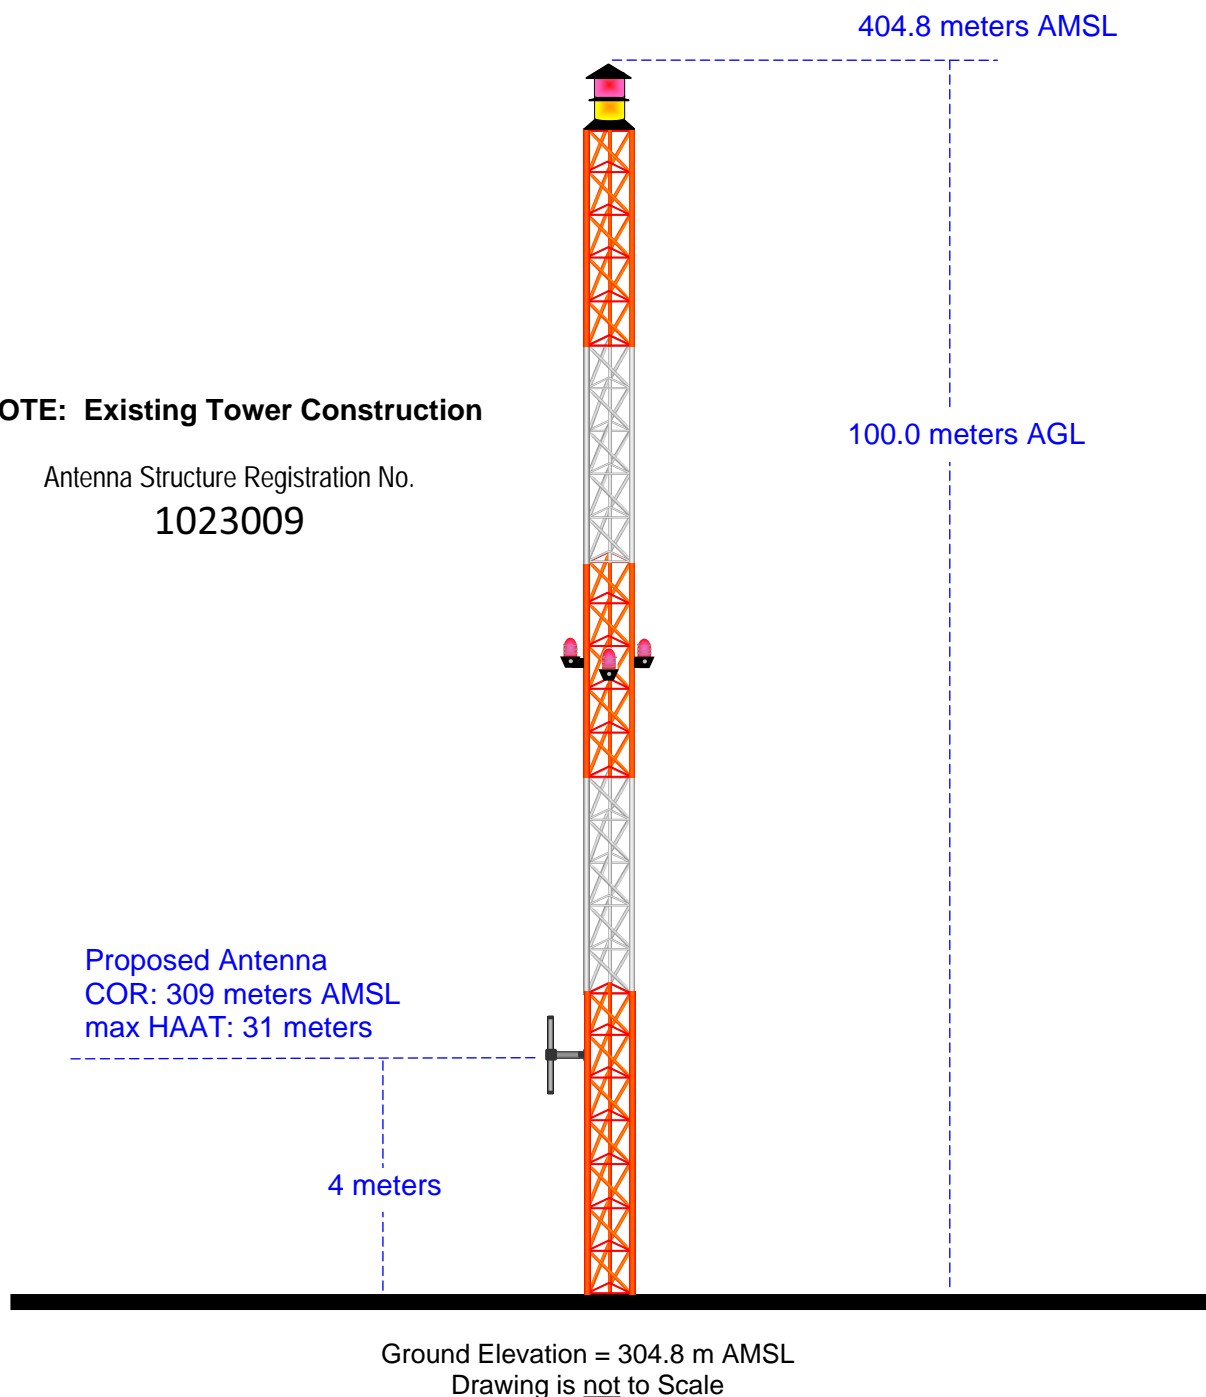 404.8 meters AMSL
OTE: Existing Tower Construction
100.0 meters AGL
Antenna Structure Registration No.
1023009
Proposed Antenna
COR: 309 meters AMSL
max HAAT: 31 meters
4 meters
Ground Elevation = 304.8 m AMSL
Drawing is not to Scale